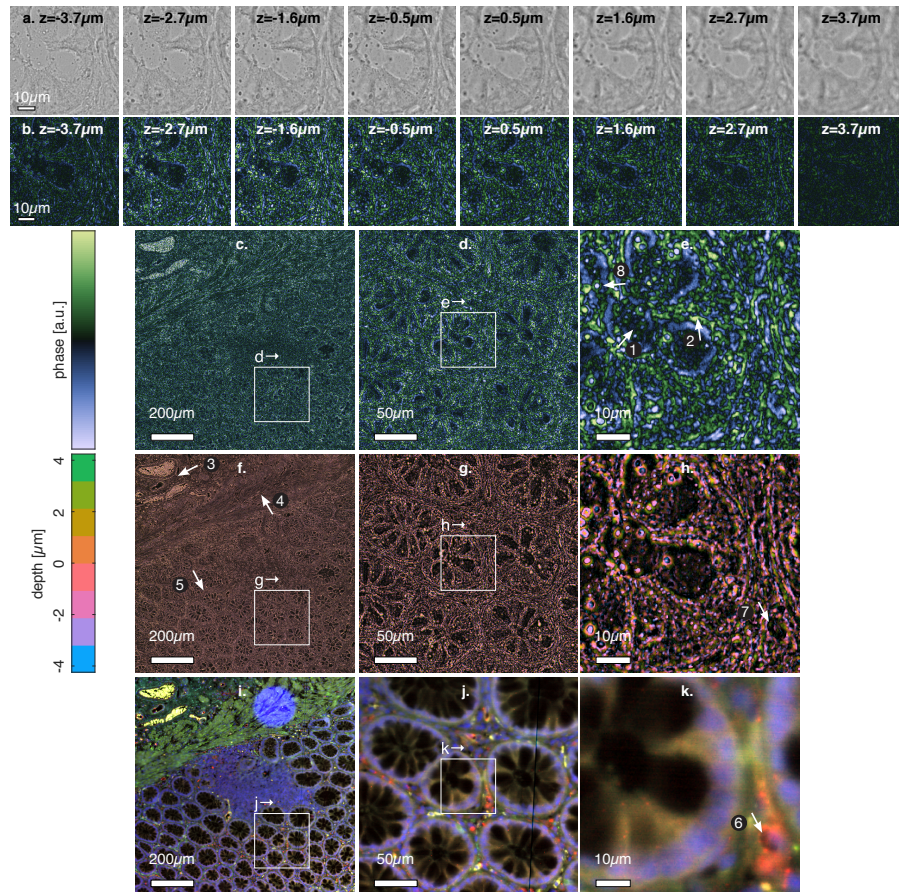 a. z=-3.7µm z=-2.7µm z=-1.6µm z=-0.5µm z=0.5µm z=1.6µm z=2.7µm z=3.7µm
10µm
b. z=-3.7µm z=-2.7µm z=-1.6µm z=-0.5µm z=0.5µm z=1.6µm z=2.7µm z=3.7µm
10µm
phase [a.u.]
c.
d→
200µm
d.
e→
50µm
e.
8
1
2
10µm
depth [µm]
4
2
0
-2
-4
f.
3
4
5
g→
200µm
g.
h→
50µm
h.
7
10µm
i.
j→
200µm
j.
k→
50µm
k.
6
10µm